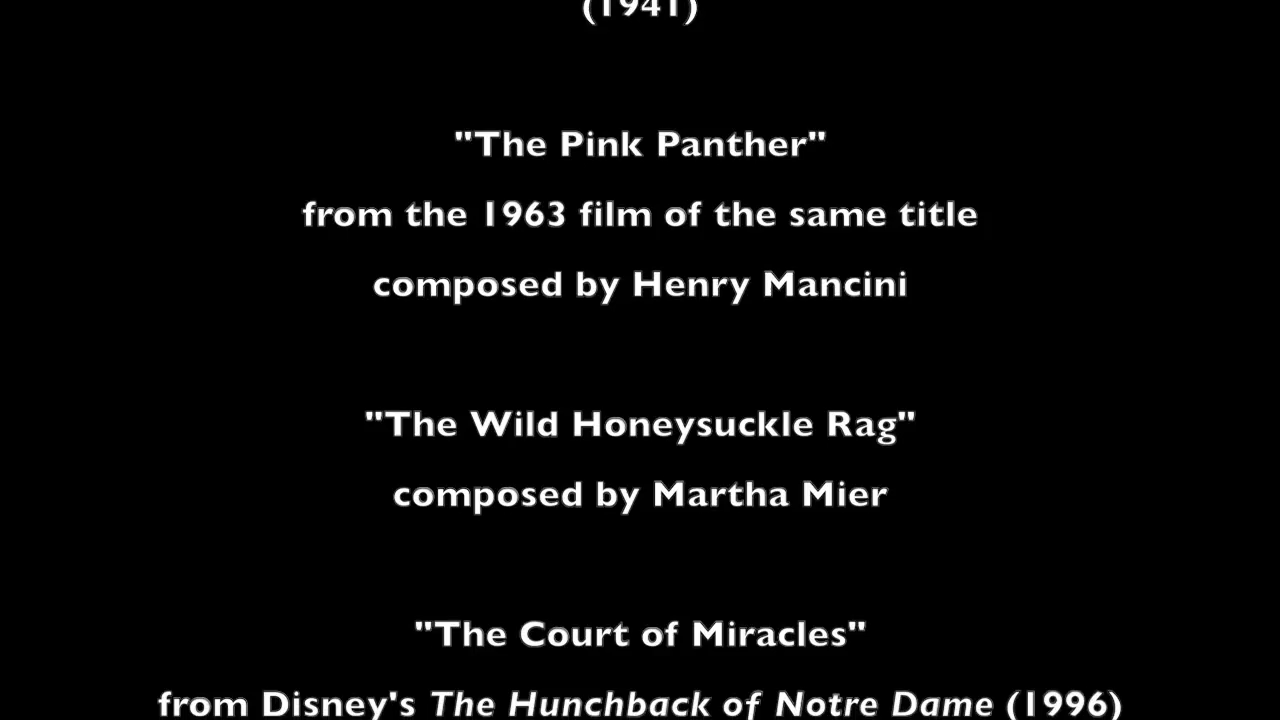 (1941)
"The Pink Panther"
from the 1963 film of the same title
composed by Henry Mancini
"The Wild Honeysuckle Rag"
composed by Martha Mier
"The Court of Miracles"
from Disney's The Hunchback of Notre Dame (1996)